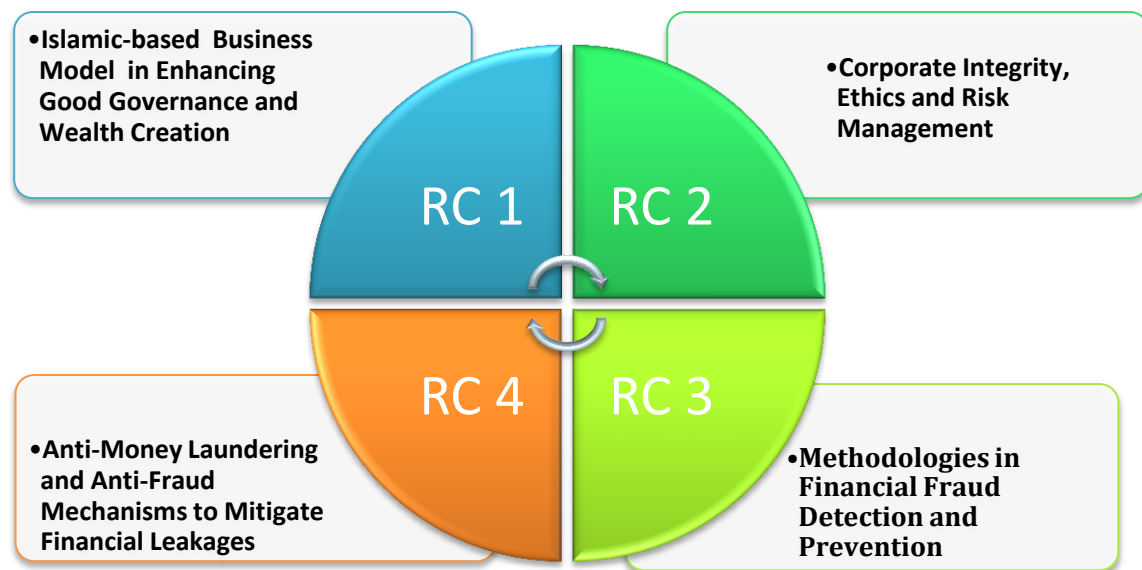 •Islamic-based Business
Model in Enhancing
Good Governance and
Wealth Creation
•Corporate Integrity,
Ethics and Risk
Management
RC 1
RC 2
RC 4
RC 3
•Anti-Money Laundering
and Anti-Fraud
Mechanisms to Mitigate
Financial Leakages
•Methodologies in
Financial Fraud
Detection and
Prevention